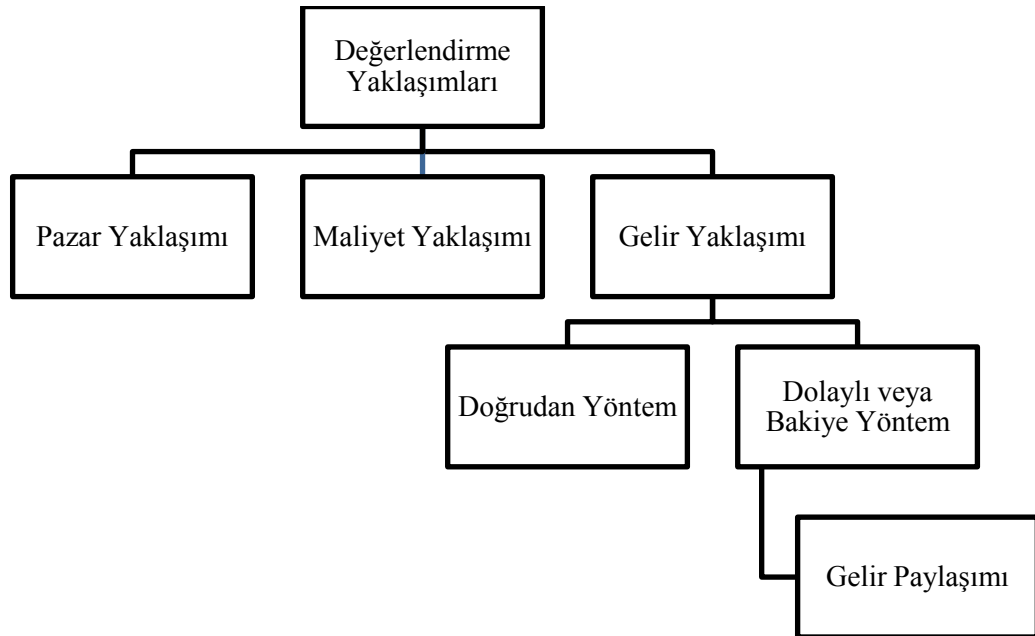 Değerlendirme
Yaklaşımları
Pazar Yaklaşımı
Maliyet Yaklaşımı
Gelir Yaklaşımı
Doğrudan Yöntem
Dolaylı veya
Bakiye Yöntem
Gelir Paylaşımı